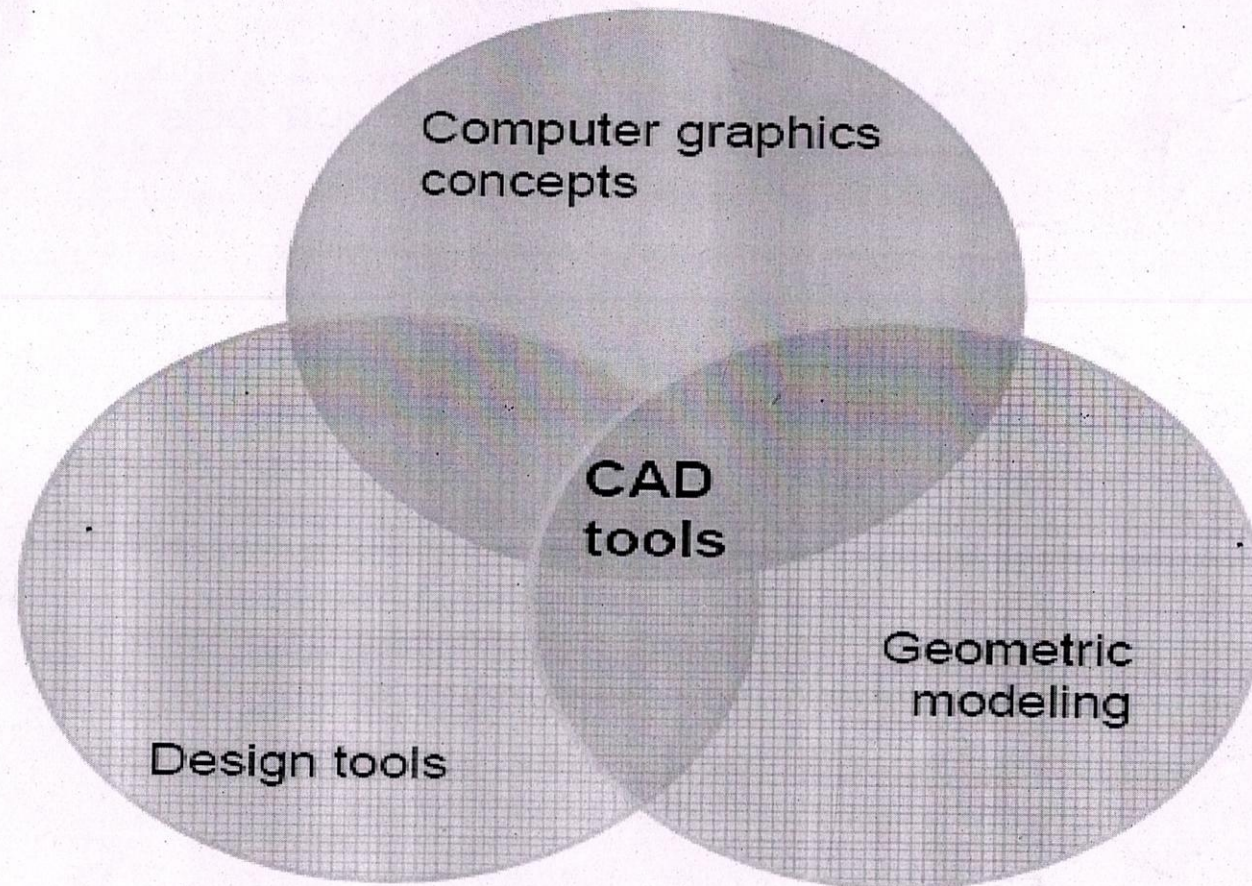 Computer graphics
concepts
CAD
tools
Geometric
modeling
Design tools